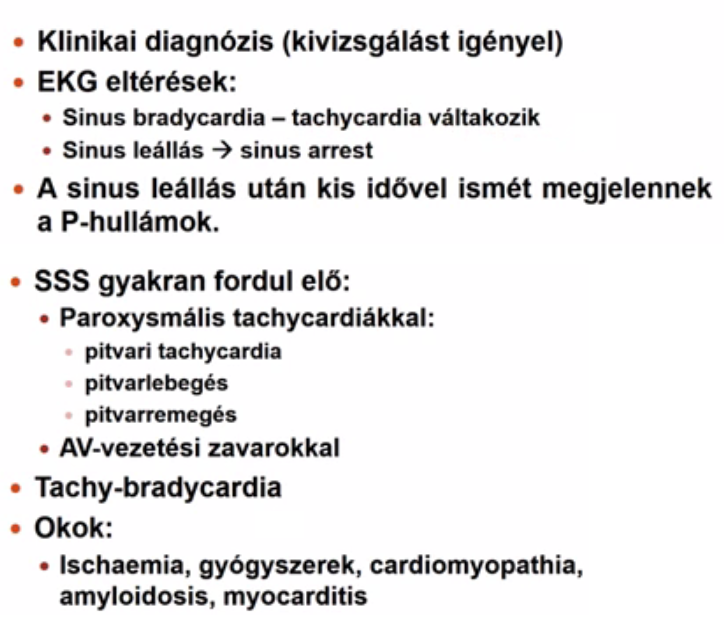 • Klinikai diagnózis (kivizsgálást igényel)
• EKG eltérések:
• Sinus bradycardia – tachycardia váltakozik
• Sinus leállás → sinus arrest
• A sinus leállás után kis idővel ismét megjelennek
a P-hullámok.
• SSS gyakran fordul elő:
• Paroxysmális tachycardiákkal:
• pitvari tachycardia
• pitvarlebegés
• pitvarremegés
• AV-vezetési zavarokkal
• Tachy-bradycardia
• Okok:
• Ischaemia, gyógyszerek, cardiomyopathia,
amyloidosis, myocarditis